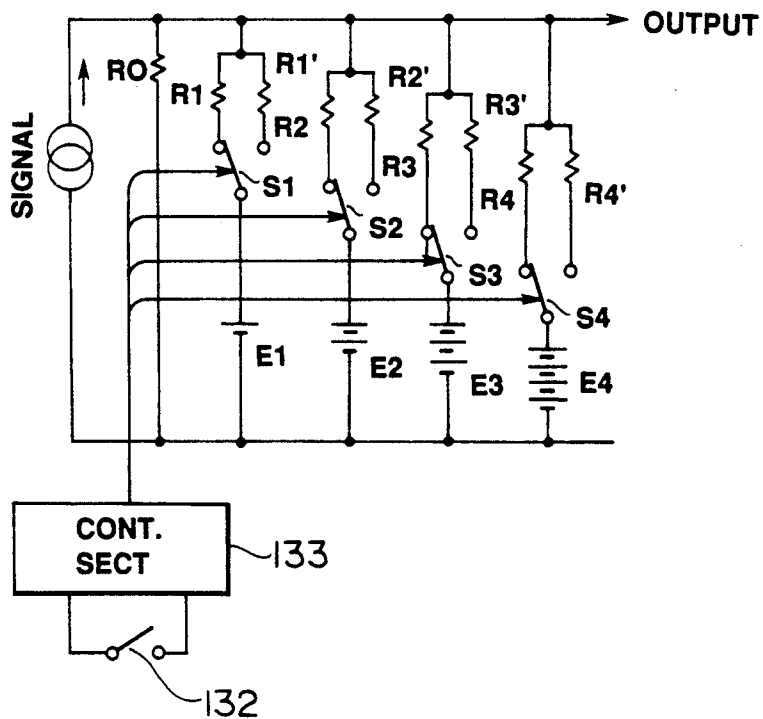 OUTPUT
SIGNAL
RO
R1
R1'
R2
R2'
R3
R3'
R4
R4'
S1
S2
S3
S4
E1
E2
E3
E4
CONT.
SECT
133
132